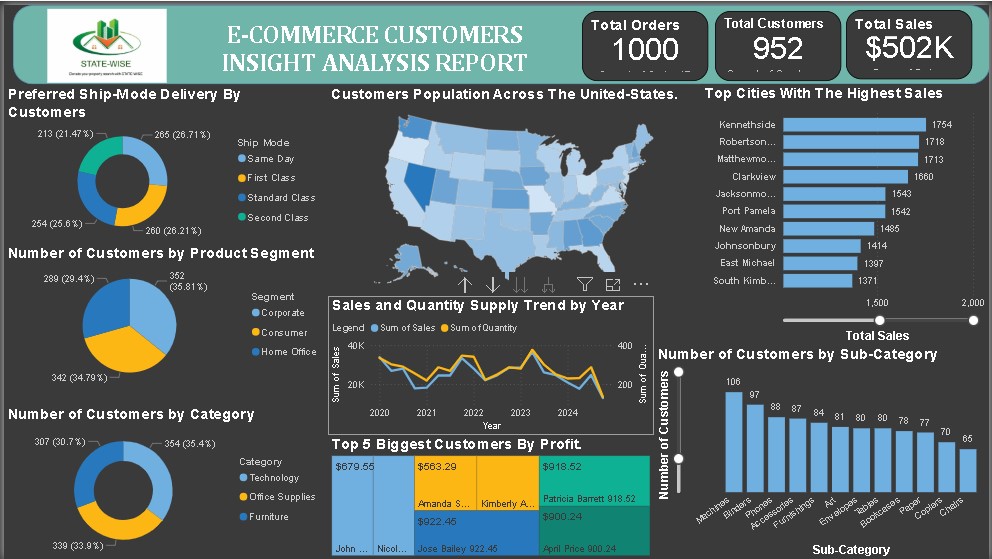 STATE-WISE
E-COMMERCE CUSTOMERS
INSIGHT ANALYSIS REPORT
Total Orders
1000
Total Customers
952
Total Sales
$502K
Preferred Ship-Mode Delivery By
Customers
213 (21.47%)
265 (26.71%)
254 (25.6%)
260 (26.21%)
Ship Mode
Same Day
First Class
Standard Class
Second Class
Number of Customers by Product Segment
289 (29.4%)
352
(35.81%)
342 (34.79%)
Segment
Corporate
Consumer
Home Office
Number of Customers by Category
307 (30.7%)
354 (35.4%)
339 (33.9%)
Category
Technology
Office Supplies
Furniture
Customers Population Across The United-States.
Sales and Quantity Supply Trend by Year
Legend Sum of Sales Sum of Quantity
Sum of Sales
40K
20K
400
200
Sum of Qua...
2020 2021 2022 2023 2024
Year
Top 5 Biggest Customers By Profit.
$679.55
John ...
Nicol...
$563.29
Amanda S...
Kimberly A...
$922.45
Jose Bailey 922.45
$918.52
Patricia Barrett 918.52
$900.24
April Price 900.24
Top Cities With The Highest Sales
Kennethside 1754
Robertson... 1718
Matthewmo... 1713
Clarkview 1660
Jacksonmo... 1543
Port Pamela 1542
New Amanda 1485
Johnsonbury 1414
East Michael 1397
South Kimb... 1371
1,500 2,000
Total Sales
Number of Customers by Sub-Category
Number of Customers
106 97 88 87 84 81 80 80 78 77 70 65
Machines Binders Phones Accessories Furnishings Art Envelopes Tables Bookcases Paper Copiers Chairs
Sub-Category